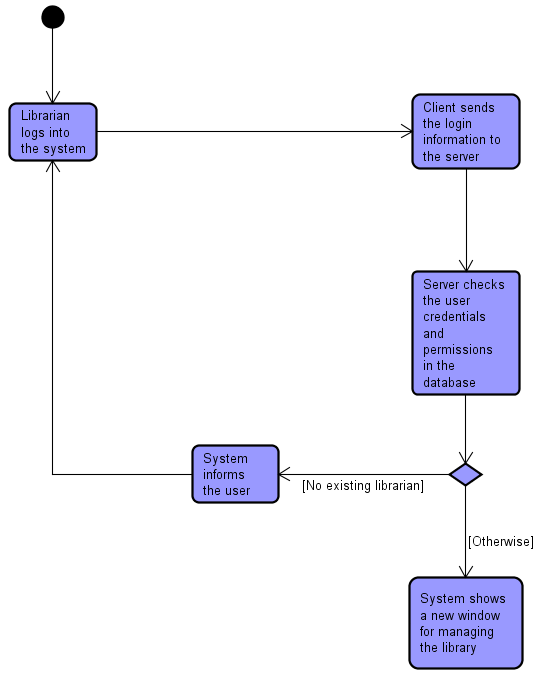 Librarian
logs into
the system
Client sends
the login
information to
the server
Server checks
the user
credentials
and
permissions
in the
database
System
informs
the user
[No existing librarian]
[Otherwise]
System shows
a new window
for managing
the library